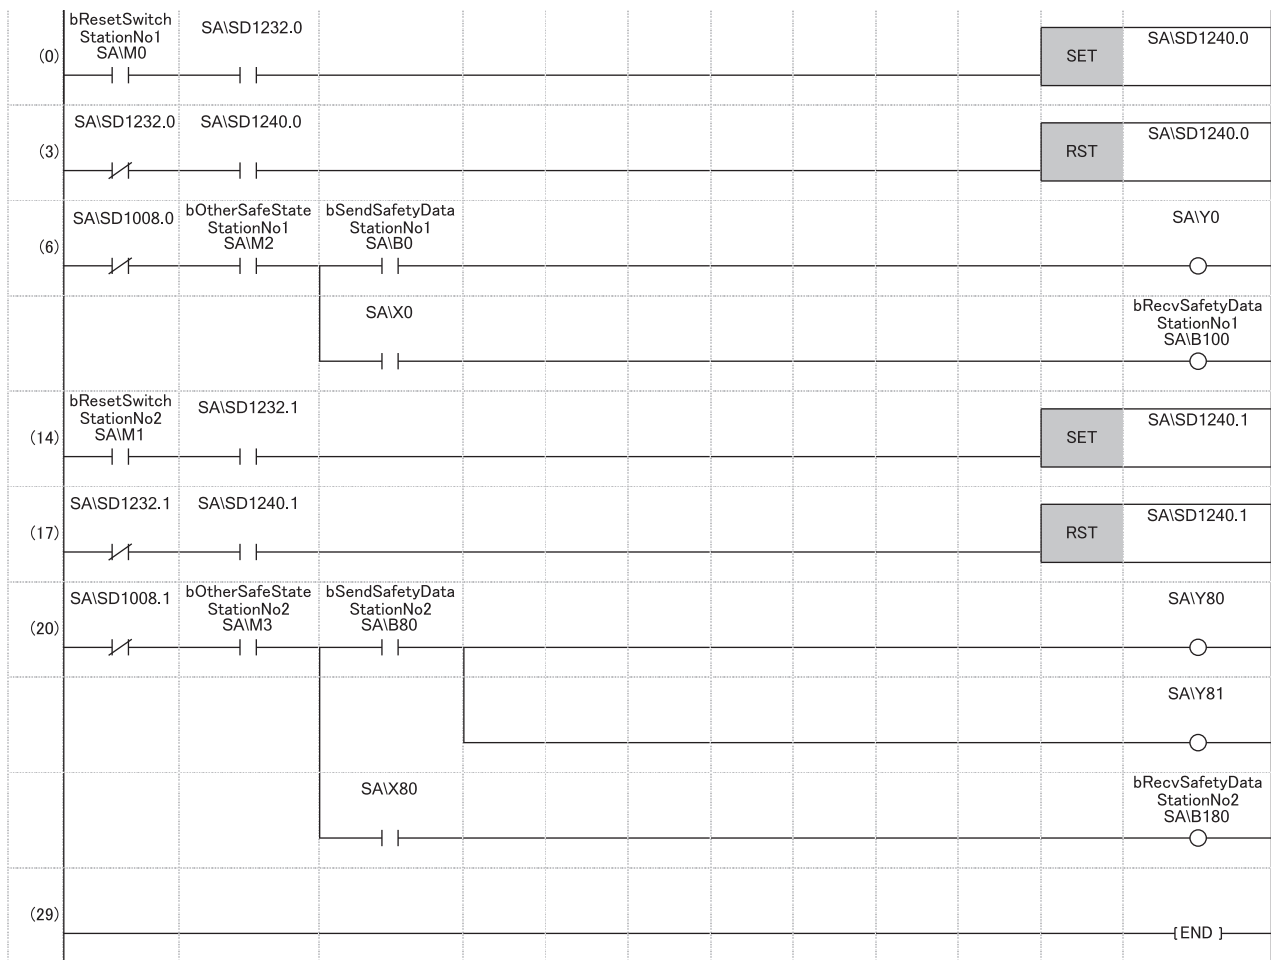 bResetSwitch
StationNo1
SA\M0
SA\SD1232.0
SA\SD1240.0
(0)
SET
SA\SD1232.0
SA\SD1240.0
SA\SD1240.0
(3)
RST
SA\SD1008.0
bOtherSafeState
StationNo1
SA\M2
bSendSafetyData
StationNo1
SA\B0
SA\Y0
(6)
SA\X0
bRecvSafetyData
StationNo1
SA\B100
bResetSwitch
StationNo2
SA\M1
SA\SD1232.1
SA\SD1240.1
(14)
SET
SA\SD1232.1
SA\SD1240.1
SA\SD1240.1
(17)
RST
SA\SD1008.1
bOtherSafeState
StationNo2
SA\M3
bSendSafetyData
StationNo2
SA\B80
SA\Y80
(20)
SA\Y81
SA\X80
bRecvSafetyData
StationNo2
SA\B180
(29)
[END ]